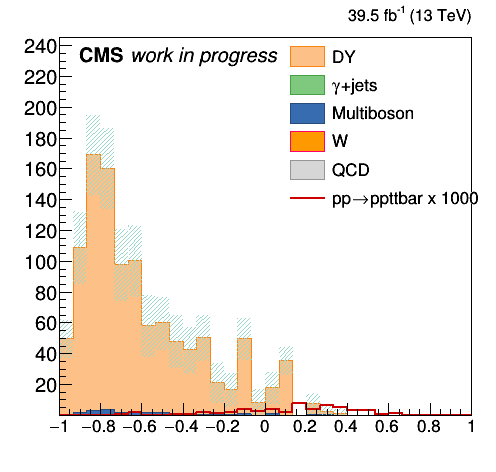 39.5 fb⁻¹ (13 TeV)
CMS work in progress
DY
γ+jets
Multiboson
W
QCD
pp→ppttbar x 1000
240
220
200
180
160
140
120
100
80
60
40
20
−1 −0.8 −0.6 −0.4 −0.2 0 0.2 0.4 0.6 0.8 1